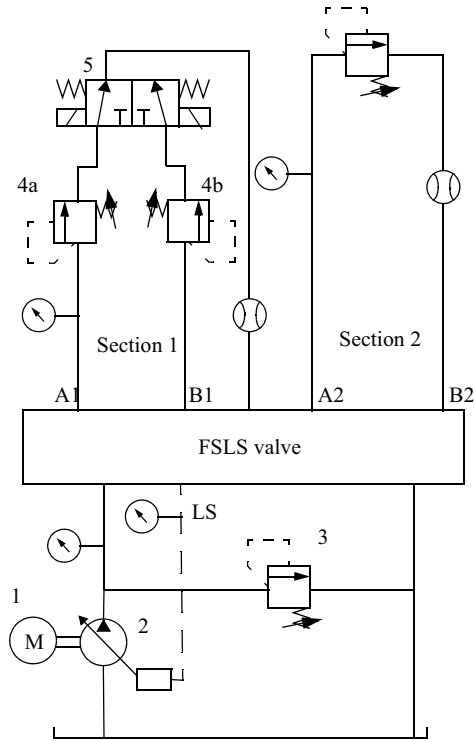 5
4a
4b
Section 1
Section 2
A1
B1
A2
B2
FSLS valve
LS
3
1
2
M